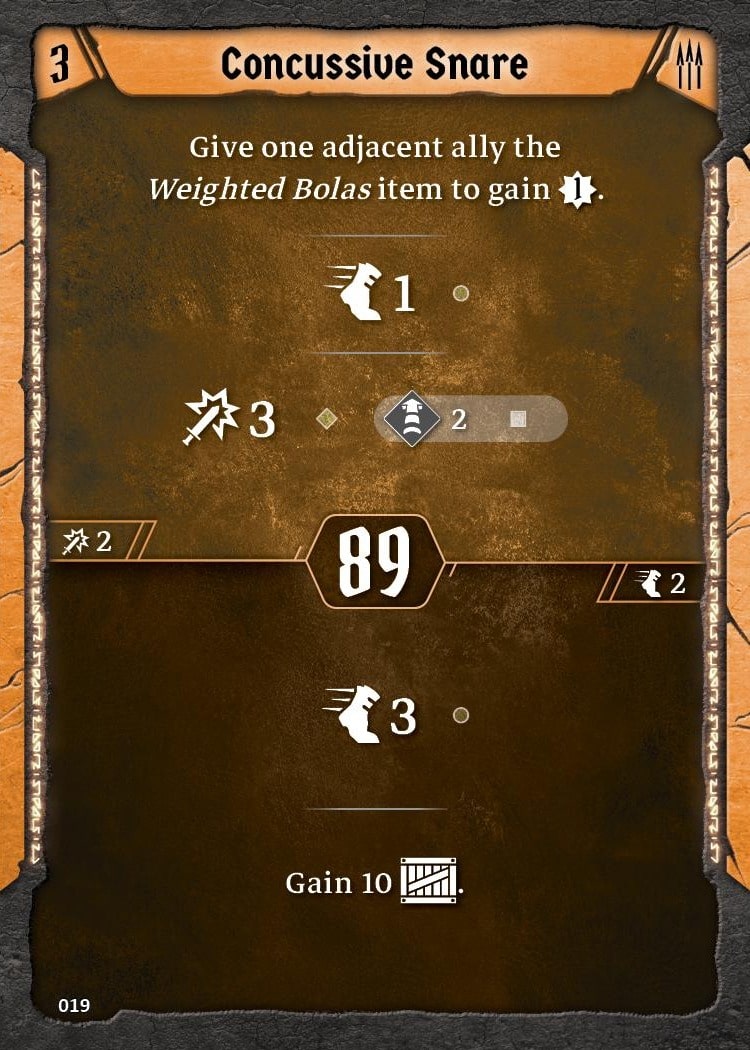 3 Concussive Snare
Give one adjacent ally the
Weighted Bolas item to gain 1.
1
3 2
2
89
2
3
Gain 10 .
019